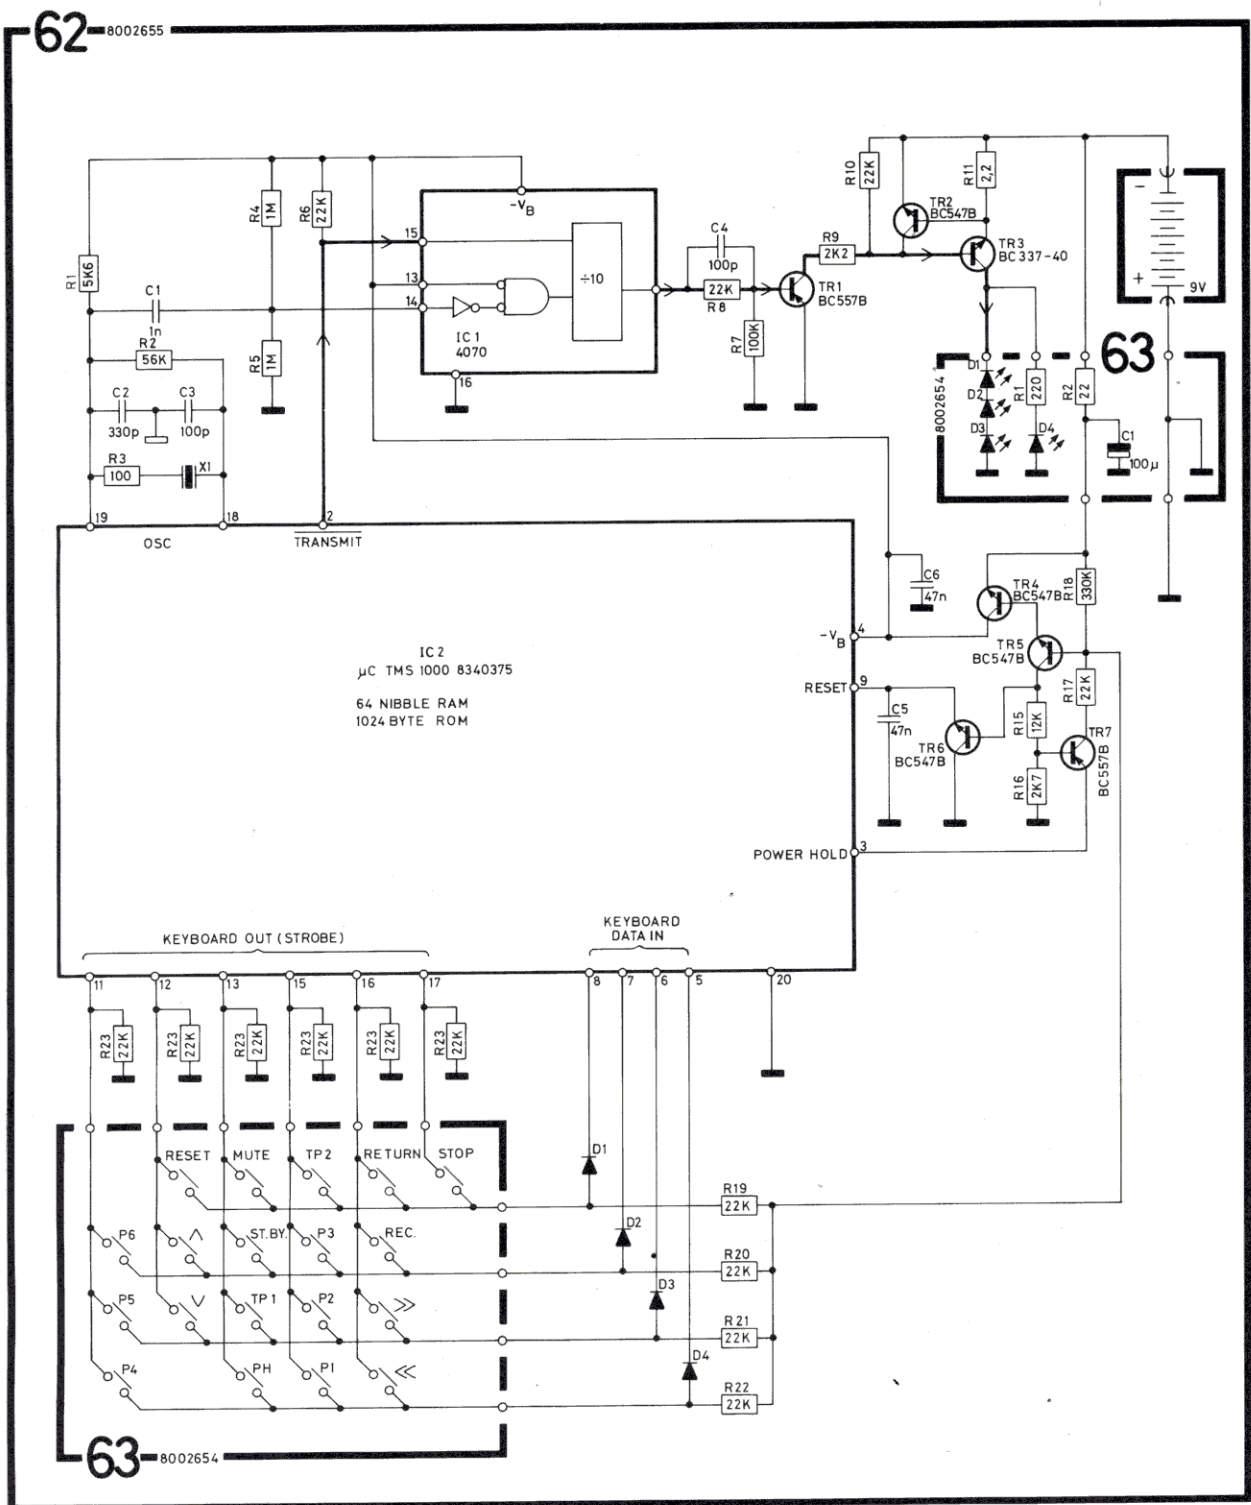 62 8002655
R1
5K6
C1
1n
R2
56K
C2
330p
C3
100p
R3
100
X1
R4
1M
R5
1M
R6
22K
-VB
15
13
14
16
÷10
IC 1
4070
C4
100p
22K
R8
R7
100K
TR1
BC557B
R9
2K2
R10
22K
TR2
BC547B
R11
2,2
TR3
BC337-40
-
+
9V
63
8002654
D1
D2
D3
R1
220
D4
R2
22
C1
100µ
19
18
2
OSC
TRANSMIT
IC 2
µC TMS 1000 8340375
64 NIBBLE RAM
1024 BYTE ROM
C6
47n
TR4
BC547B
R18
330K
-VB
4
TR5
BC547B
R17
22K
RESET
9
C5
47n
TR6
BC547B
R15
12K
R16
2K7
TR7
BC557B
POWER HOLD
3
KEYBOARD OUT (STROBE)
KEYBOARD
DATA IN
11
12
13
15
16
17
8
7
6
5
20
R23
22K
R23
22K
R23
22K
R23
22K
R23
22K
R23
22K
RESET
MUTE
TP2
RETURN
STOP
D1
R19
22K
P6
^
ST.BY.
P3
REC.
D2
R20
22K
P5
v
TP1
P2
>>
D3
R21
22K
P4
PH
P1
<<
D4
R22
22K
63 8002654